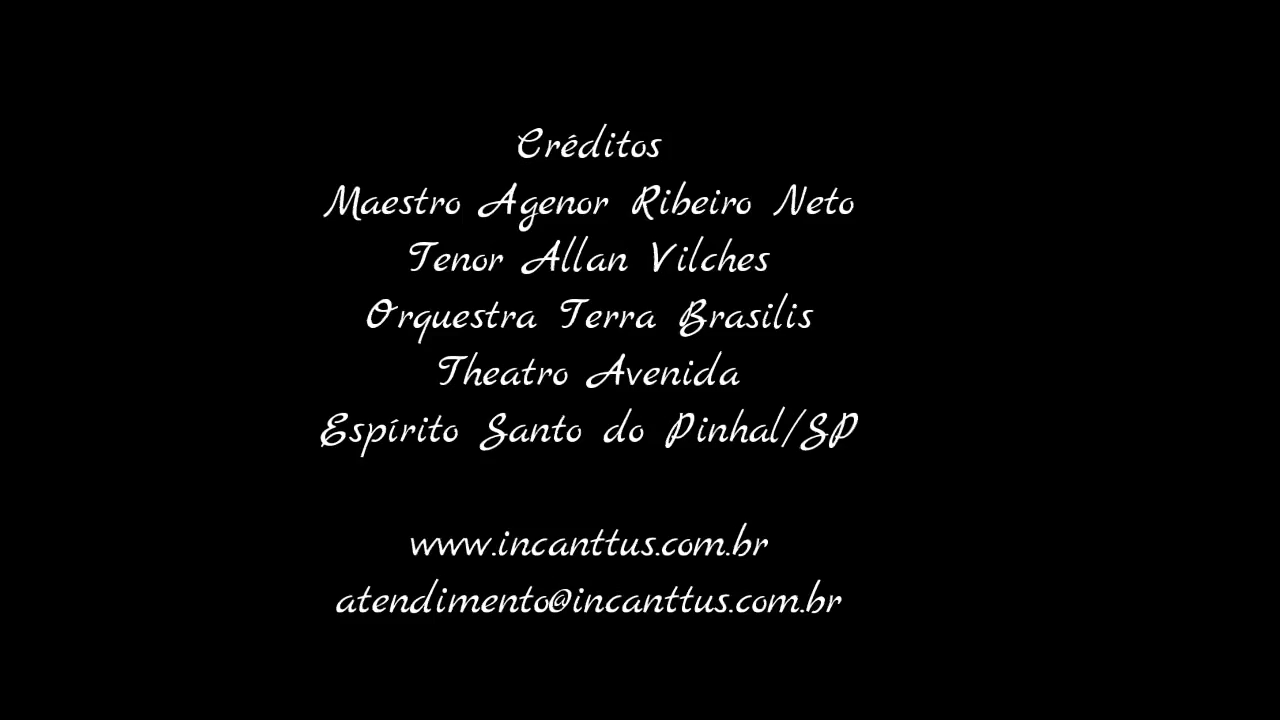 Créditos
Maestro Agenor Ribeiro Neto
Tenor Allan Vilches
Orquestra Terra Brasilis
Theatro Avenida
Espírito Santo do Pinhal/SP
www.incanttus.com.br
atendimento@incanttus.com.br